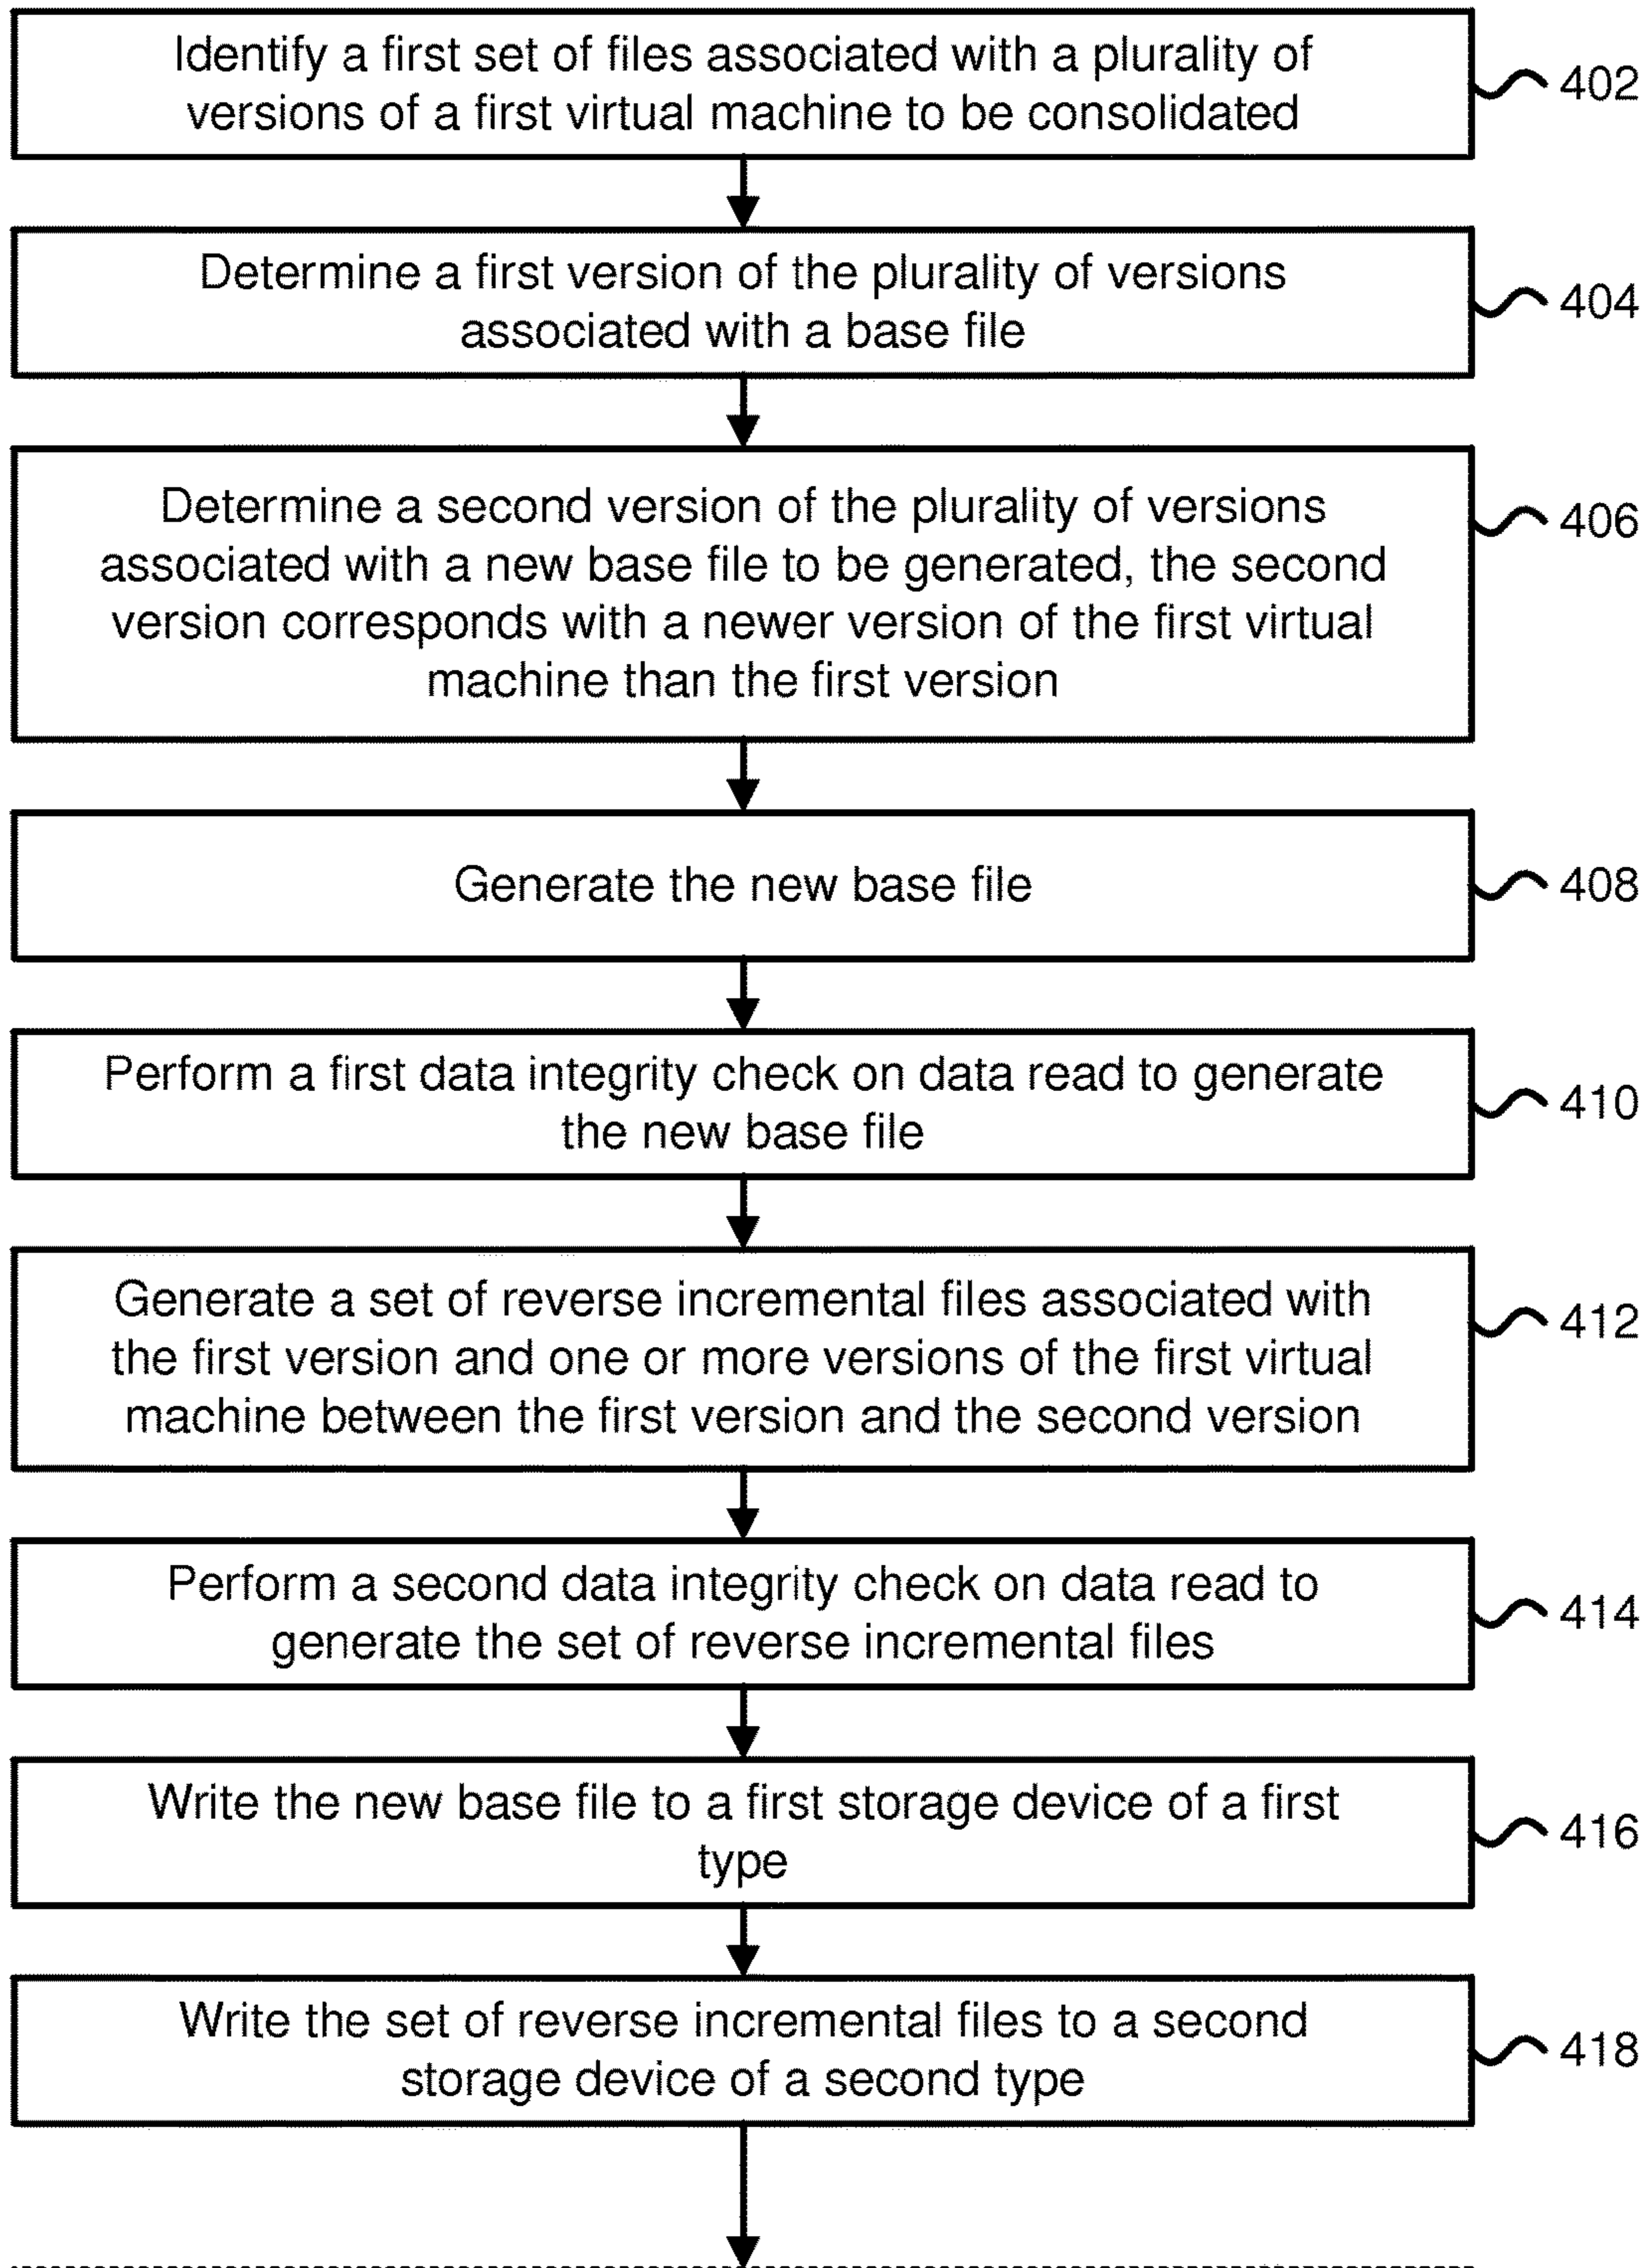 Identify a first set of files associated with a plurality of
versions of a first virtual machine to be consolidated
402
Determine a first version of the plurality of versions
associated with a base file
404
Determine a second version of the plurality of versions
associated with a new base file to be generated, the second
version corresponds with a newer version of the first virtual
machine than the first version
406
Generate the new base file
408
Perform a first data integrity check on data read to generate
the new base file
410
Generate a set of reverse incremental files associated with
the first version and one or more versions of the first virtual
machine between the first version and the second version
412
Perform a second data integrity check on data read to
generate the set of reverse incremental files
414
Write the new base file to a first storage device of a first
type
416
Write the set of reverse incremental files to a second
storage device of a second type
418